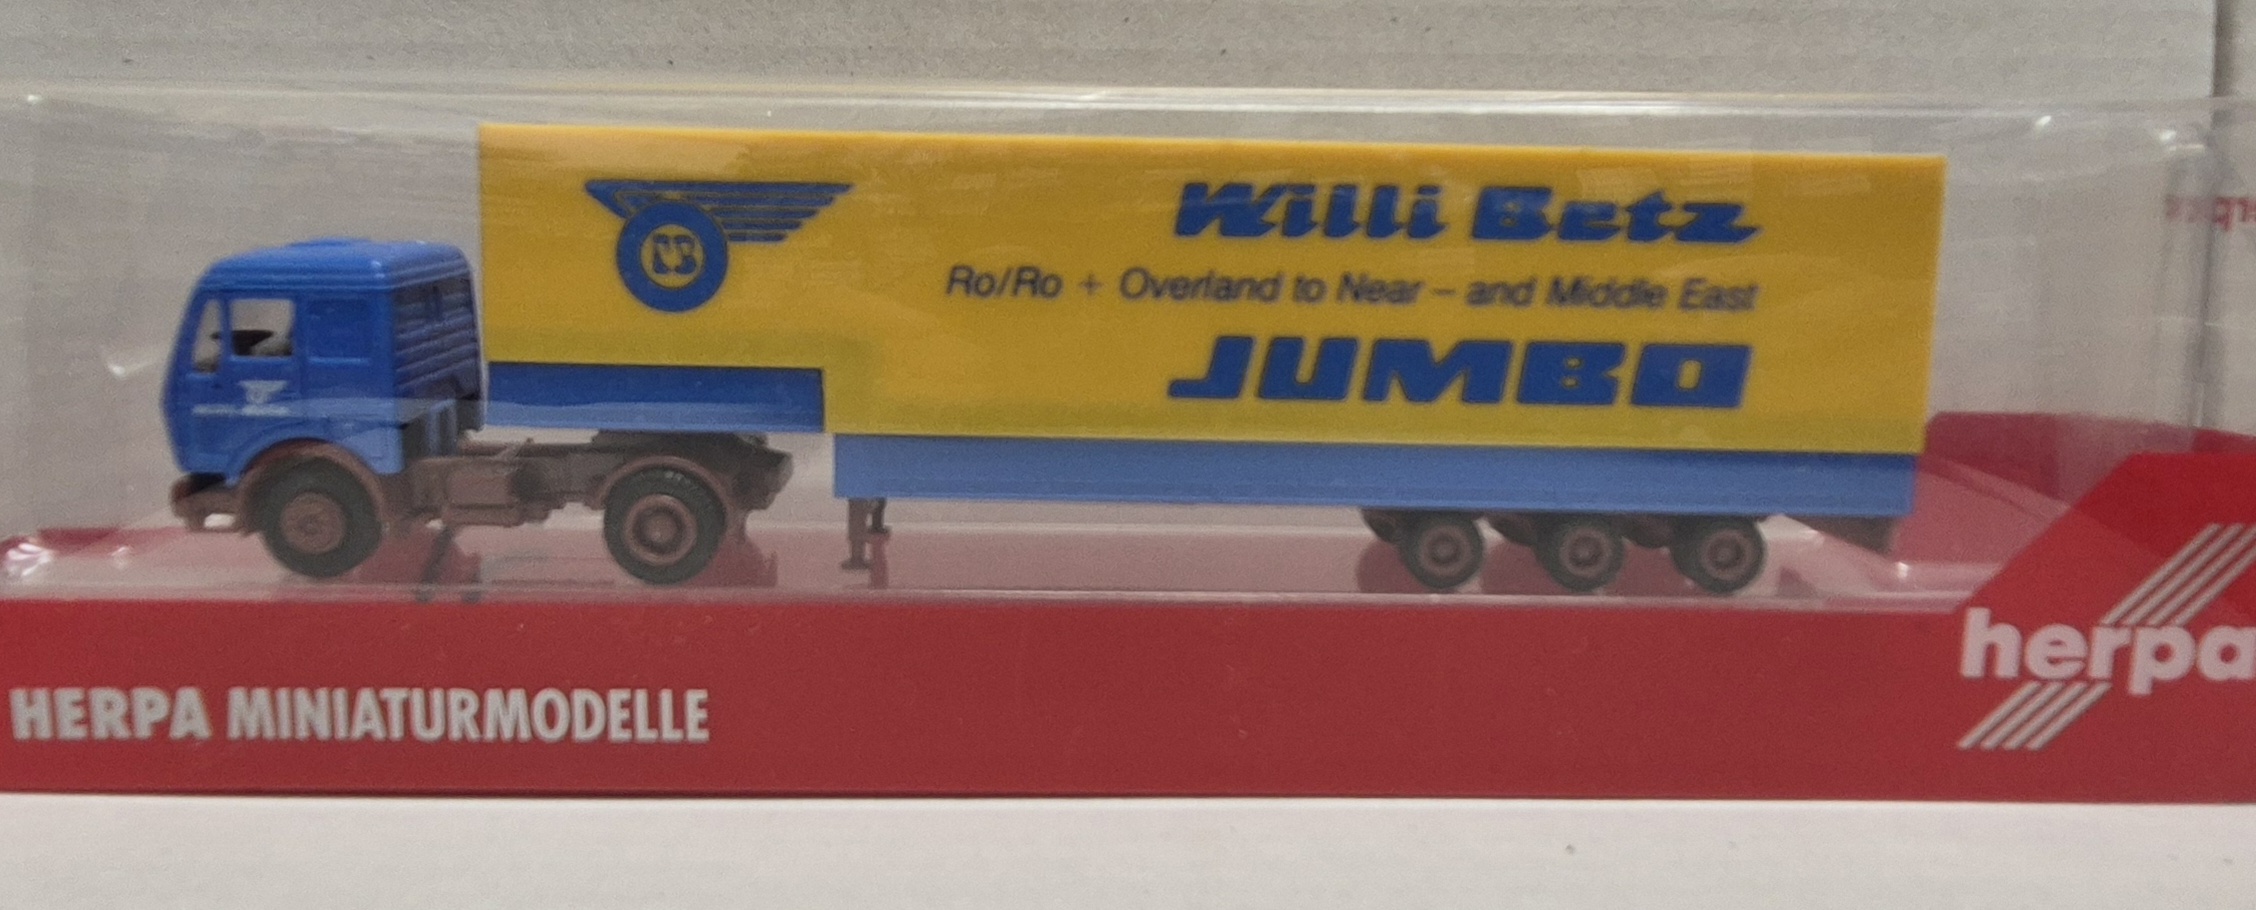 Willi Betz
Ro/Ro + Overland to Near – and Middle East
JUMBO
HERPA MINIATURMODELLE
herpa